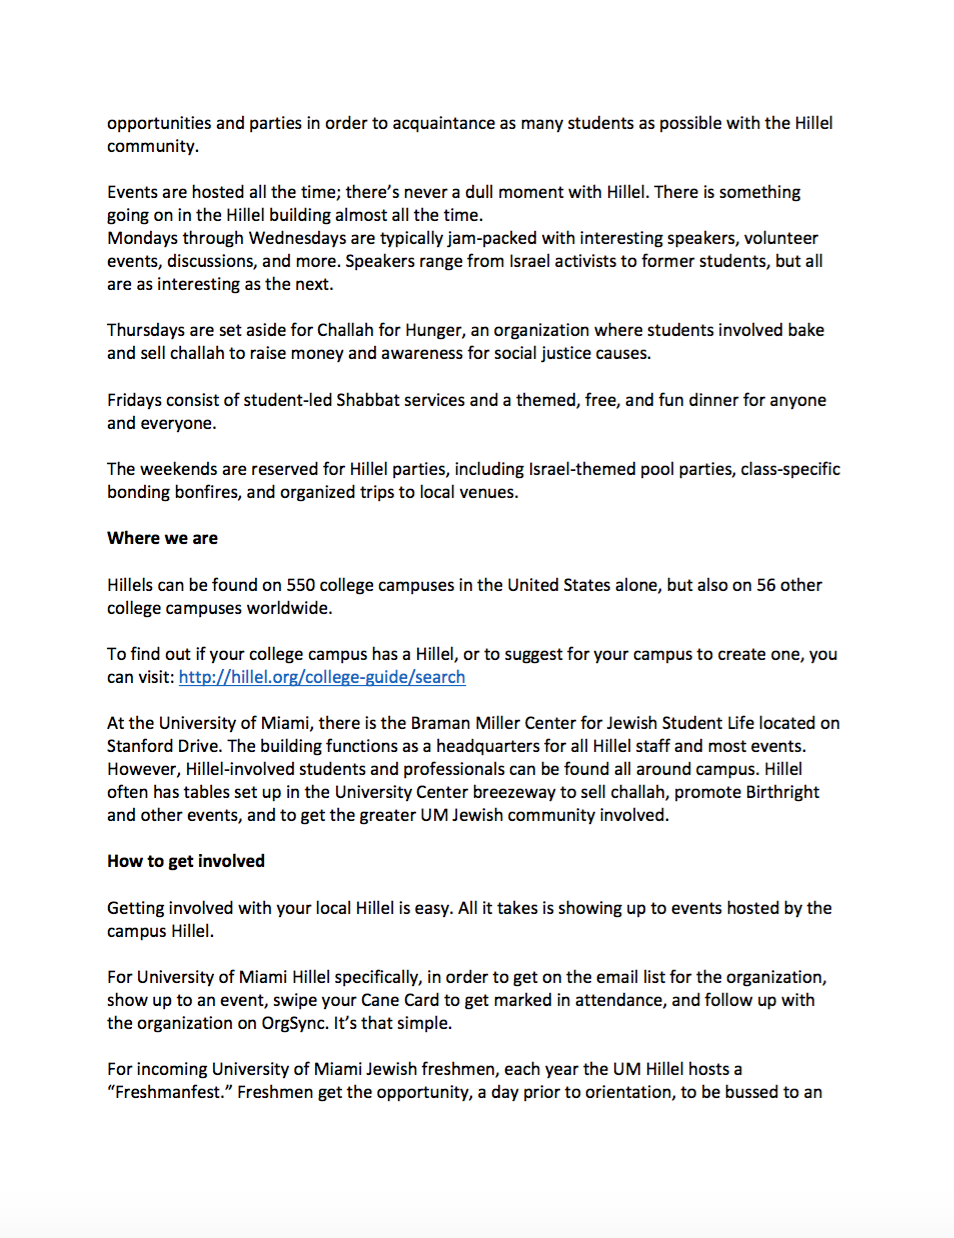 opportunities and parties in order to acquaintance as many students as possible with the Hillel
community.
Events are hosted all the time; there’s never a dull moment with Hillel. There is something
going on in the Hillel building almost all the time.
Mondays through Wednesdays are typically jam-packed with interesting speakers, volunteer
events, discussions, and more. Speakers range from Israel activists to former students, but all
are as interesting as the next.
Thursdays are set aside for Challah for Hunger, an organization where students involved bake
and sell challah to raise money and awareness for social justice causes.
Fridays consist of student-led Shabbat services and a themed, free, and fun dinner for anyone
and everyone.
The weekends are reserved for Hillel parties, including Israel-themed pool parties, class-specific
bonding bonfires, and organized trips to local venues.
Where we are
Hillels can be found on 550 college campuses in the United States alone, but also on 56 other
college campuses worldwide.
To find out if your college campus has a Hillel, or to suggest for your campus to create one, you
can visit: http://hillel.org/college-guide/search
At the University of Miami, there is the Braman Miller Center for Jewish Student Life located on
Stanford Drive. The building functions as a headquarters for all Hillel staff and most events.
However, Hillel-involved students and professionals can be found all around campus. Hillel
often has tables set up in the University Center breezeway to sell challah, promote Birthright
and other events, and to get the greater UM Jewish community involved.
How to get involved
Getting involved with your local Hillel is easy. All it takes is showing up to events hosted by the
campus Hillel.
For University of Miami Hillel specifically, in order to get on the email list for the organization,
show up to an event, swipe your Cane Card to get marked in attendance, and follow up with
the organization on OrgSync. It’s that simple.
For incoming University of Miami Jewish freshmen, each year the UM Hillel hosts a
“Freshmanfest.” Freshmen get the opportunity, a day prior to orientation, to be bussed to an